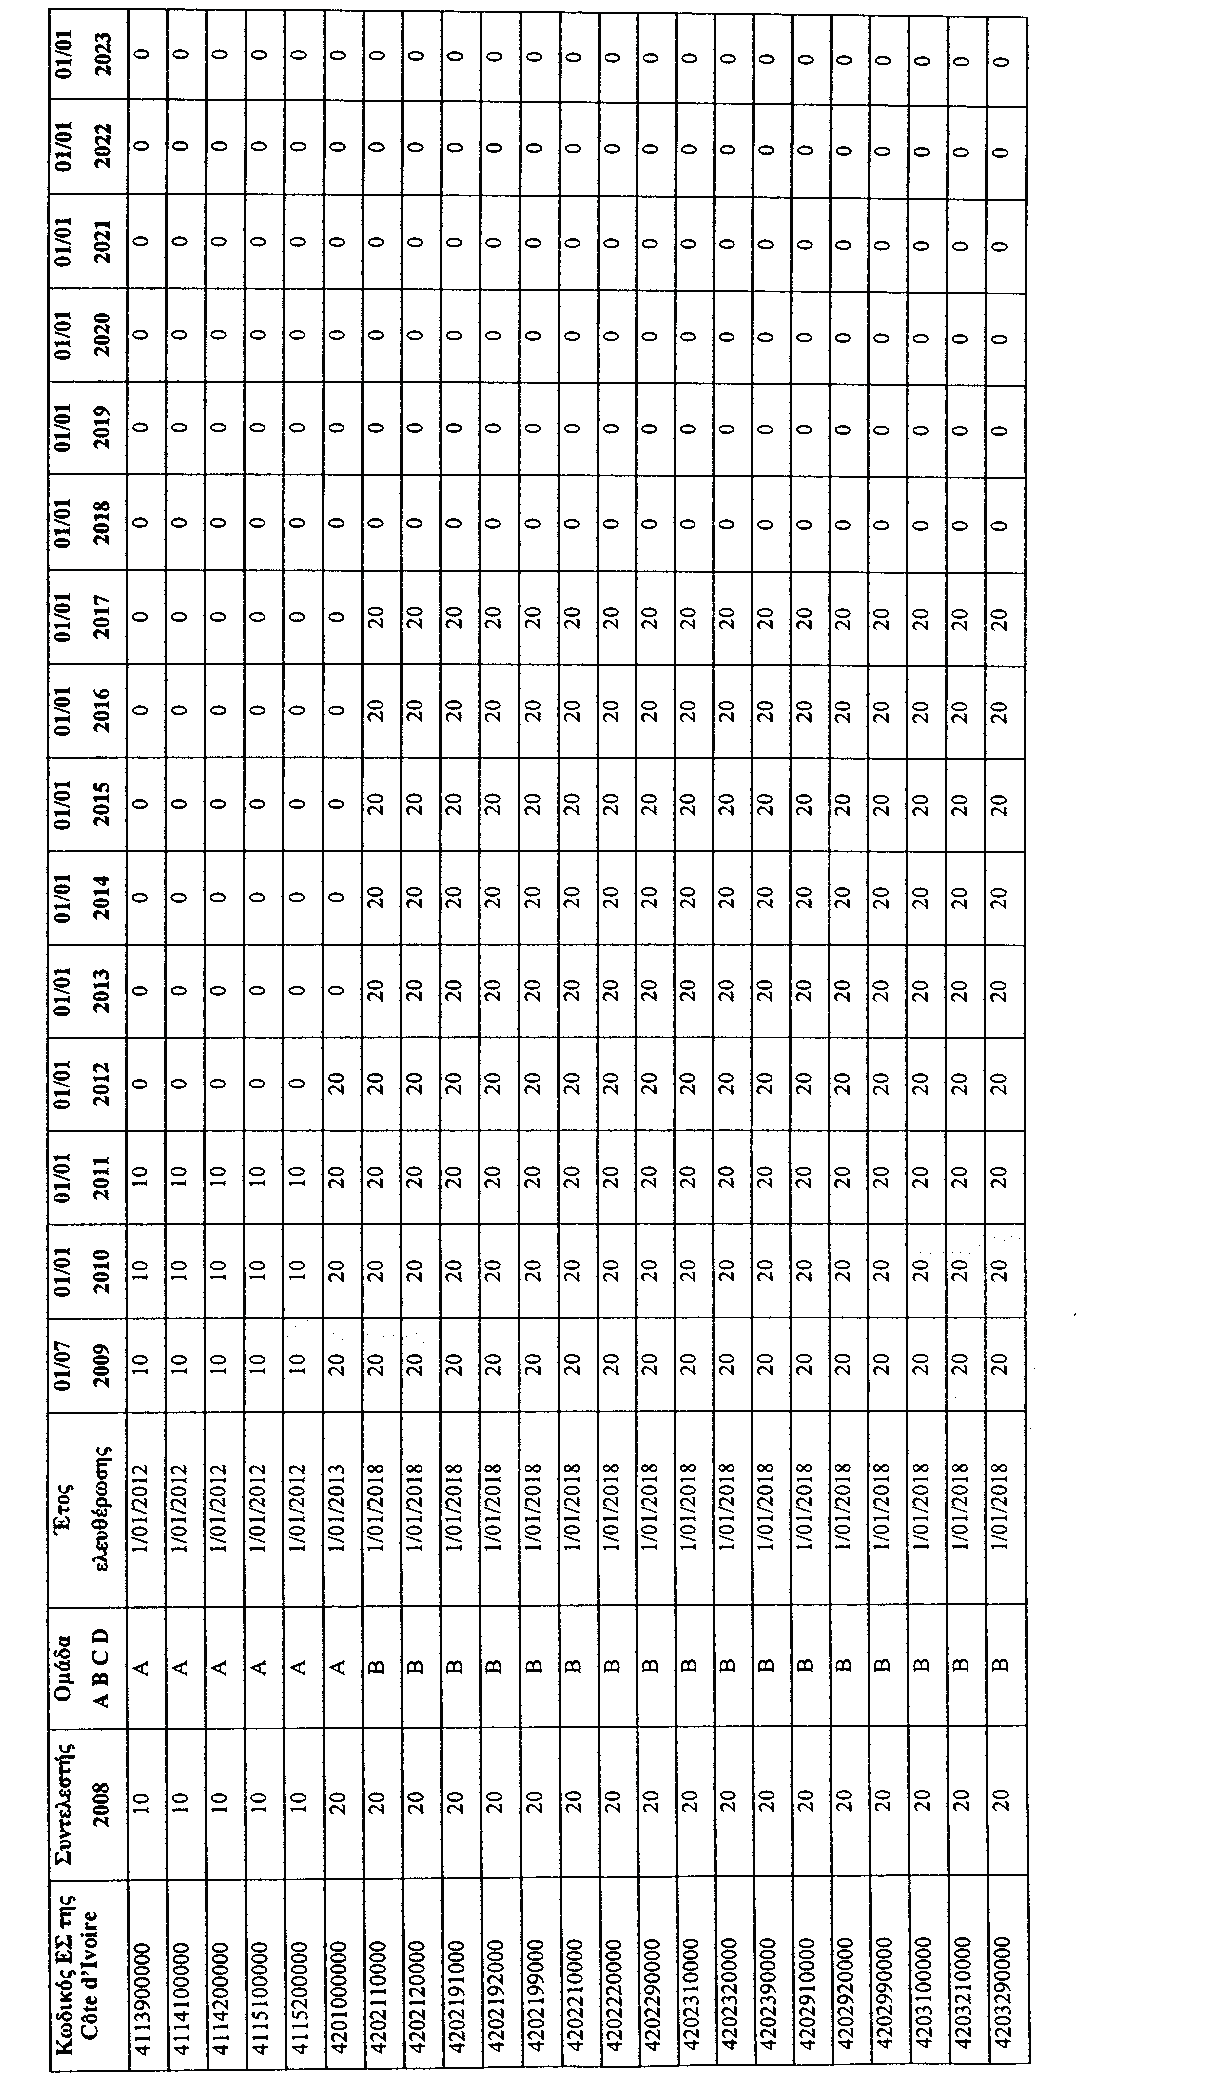 Κωδικός ΕΣ της Συντελεστής Ομάδα Έτος 01/07 01/01 01/01 01/01 01/01 01/01 01/01 01/01 01/01 01/01 01/01 01/01 01/01 01/01 01/01
Côte d'Ivoire 2008 A B C D ελευθέρωσης 2009 2010 2011 2012 2013 2014 2015 2016 2017 2018 2019 2020 2021 2022 2023
4113900000 10 A 1/01/2012 10 10 10 0 0 0 0 0 0 0 0 0 0 0 0
4114100000 10 A 1/01/2012 10 10 10 0 0 0 0 0 0 0 0 0 0 0 0
4114200000 10 A 1/01/2012 10 10 10 0 0 0 0 0 0 0 0 0 0 0 0
4115100000 10 A 1/01/2012 10 10 10 0 0 0 0 0 0 0 0 0 0 0 0
4115200000 10 A 1/01/2012 10 10 10 0 0 0 0 0 0 0 0 0 0 0 0
4201000000 20 A 1/01/2013 20 20 20 20 0 0 0 0 0 0 0 0 0 0 0
4202110000 20 B 1/01/2018 20 20 20 20 20 20 20 20 20 0 0 0 0 0 0
4202120000 20 B 1/01/2018 20 20 20 20 20 20 20 20 20 0 0 0 0 0 0
4202191000 20 B 1/01/2018 20 20 20 20 20 20 20 20 20 0 0 0 0 0 0
4202192000 20 B 1/01/2018 20 20 20 20 20 20 20 20 20 0 0 0 0 0 0
4202199000 20 B 1/01/2018 20 20 20 20 20 20 20 20 20 0 0 0 0 0 0
4202210000 20 B 1/01/2018 20 20 20 20 20 20 20 20 20 0 0 0 0 0 0
4202220000 20 B 1/01/2018 20 20 20 20 20 20 20 20 20 0 0 0 0 0 0
4202290000 20 B 1/01/2018 20 20 20 20 20 20 20 20 20 0 0 0 0 0 0
4202310000 20 B 1/01/2018 20 20 20 20 20 20 20 20 20 0 0 0 0 0 0
4202320000 20 B 1/01/2018 20 20 20 20 20 20 20 20 20 0 0 0 0 0 0
4202390000 20 B 1/01/2018 20 20 20 20 20 20 20 20 20 0 0 0 0 0 0
4202910000 20 B 1/01/2018 20 20 20 20 20 20 20 20 20 0 0 0 0 0 0
4202920000 20 B 1/01/2018 20 20 20 20 20 20 20 20 20 0 0 0 0 0 0
4202990000 20 B 1/01/2018 20 20 20 20 20 20 20 20 20 0 0 0 0 0 0
4203100000 20 B 1/01/2018 20 20 20 20 20 20 20 20 20 0 0 0 0 0 0
4203210000 20 B 1/01/2018 20 20 20 20 20 20 20 20 20 0 0 0 0 0 0
4203290000 20 B 1/01/2018 20 20 20 20 20 20 20 20 20 0 0 0 0 0 0